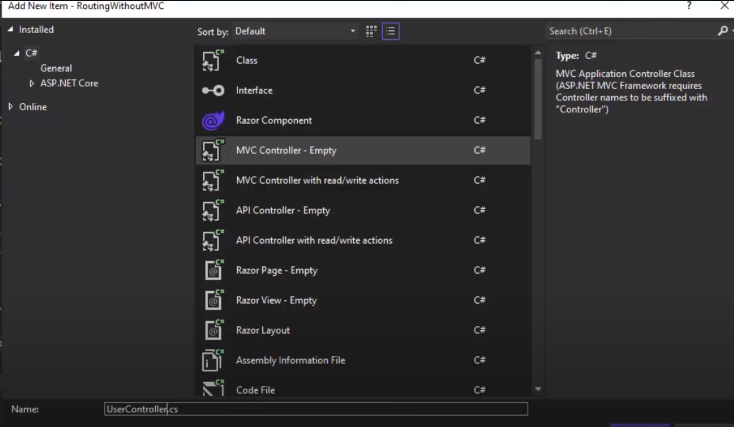 Add New Item - RoutingWithoutMVC
? ✕
Installed
C#
General
ASP.NET Core
Online
Sort by: Default
Class C#
Interface C#
Razor Component C#
MVC Controller - Empty C#
MVC Controller with read/write actions C#
API Controller - Empty C#
API Controller with read/write actions C#
Razor Page - Empty C#
Razor View - Empty C#
Razor Layout C#
Assembly Information File C#
Code File C#
Search (Ctrl+E)
Type: C#
MVC Application Controller Class
(ASP.NET MVC Framework requires
Controller names to be suffixed with
"Controller")
Name: UserController.cs